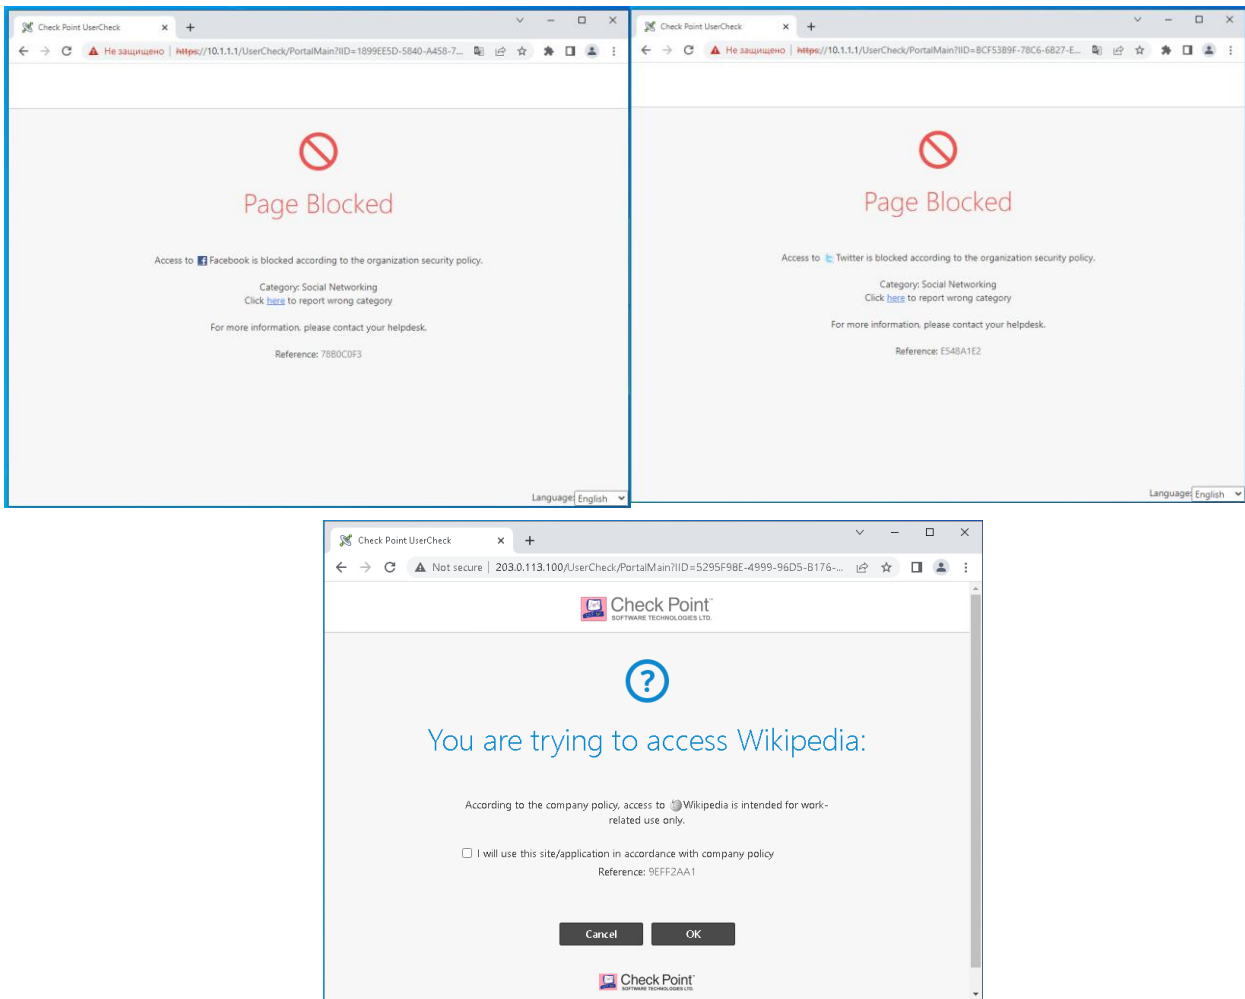 Check Point UserCheck
Не защищено | https://10.1.1.1/UserCheck/PortalMain?IID=1899EE5D-5840-A458-7...
Page Blocked
Access to Facebook is blocked according to the organization security policy.
Category: Social Networking
Click here to report wrong category
For more information, please contact your helpdesk.
Reference: 78B0C0F3
Language: English
Check Point UserCheck
Не защищено | https://10.1.1.1/UserCheck/PortalMain?IID=8CF5389F-78C6-6827-E...
Page Blocked
Access to Twitter is blocked according to the organization security policy.
Category: Social Networking
Click here to report wrong category
For more information, please contact your helpdesk.
Reference: E548A1E2
Language: English
Check Point UserCheck
Not secure | 203.0.113.100/UserCheck/PortalMain?IID=5295F98E-4999-96D5-B176-...
Check Point™
SOFTWARE TECHNOLOGIES LTD.
You are trying to access Wikipedia:
According to the company policy, access to Wikipedia is intended for work-
related use only.
I will use this site/application in accordance with company policy
Reference: 9EFF2AA1
Cancel OK
Check Point™
SOFTWARE TECHNOLOGIES LTD.